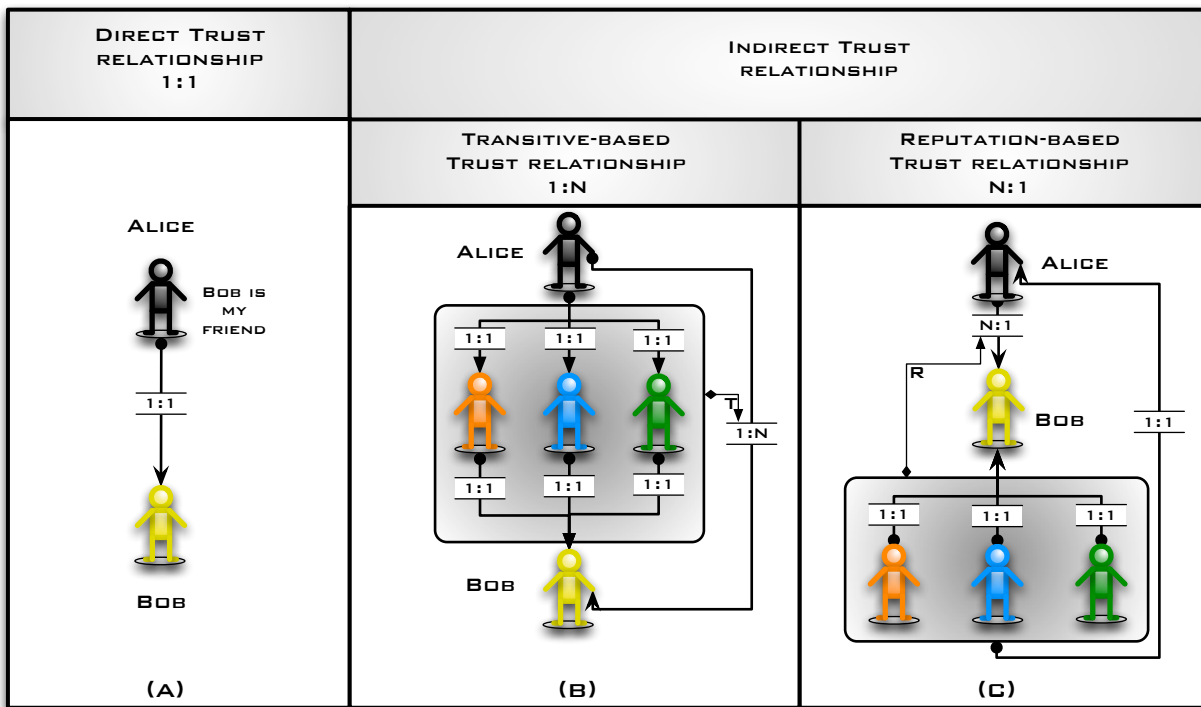 Direct Trust
relationship
1:1
Indirect Trust
relationship
Transitive-based
Trust relationship
1:N
Reputation-based
Trust relationship
N:1
Alice
Bob is
my
friend
1:1
Bob
(A)
Alice
1:1
1:1
1:1
T
1:N
1:1
1:1
1:1
Bob
(B)
Alice
N:1
R
Bob
1:1
1:1
1:1
1:1
(C)